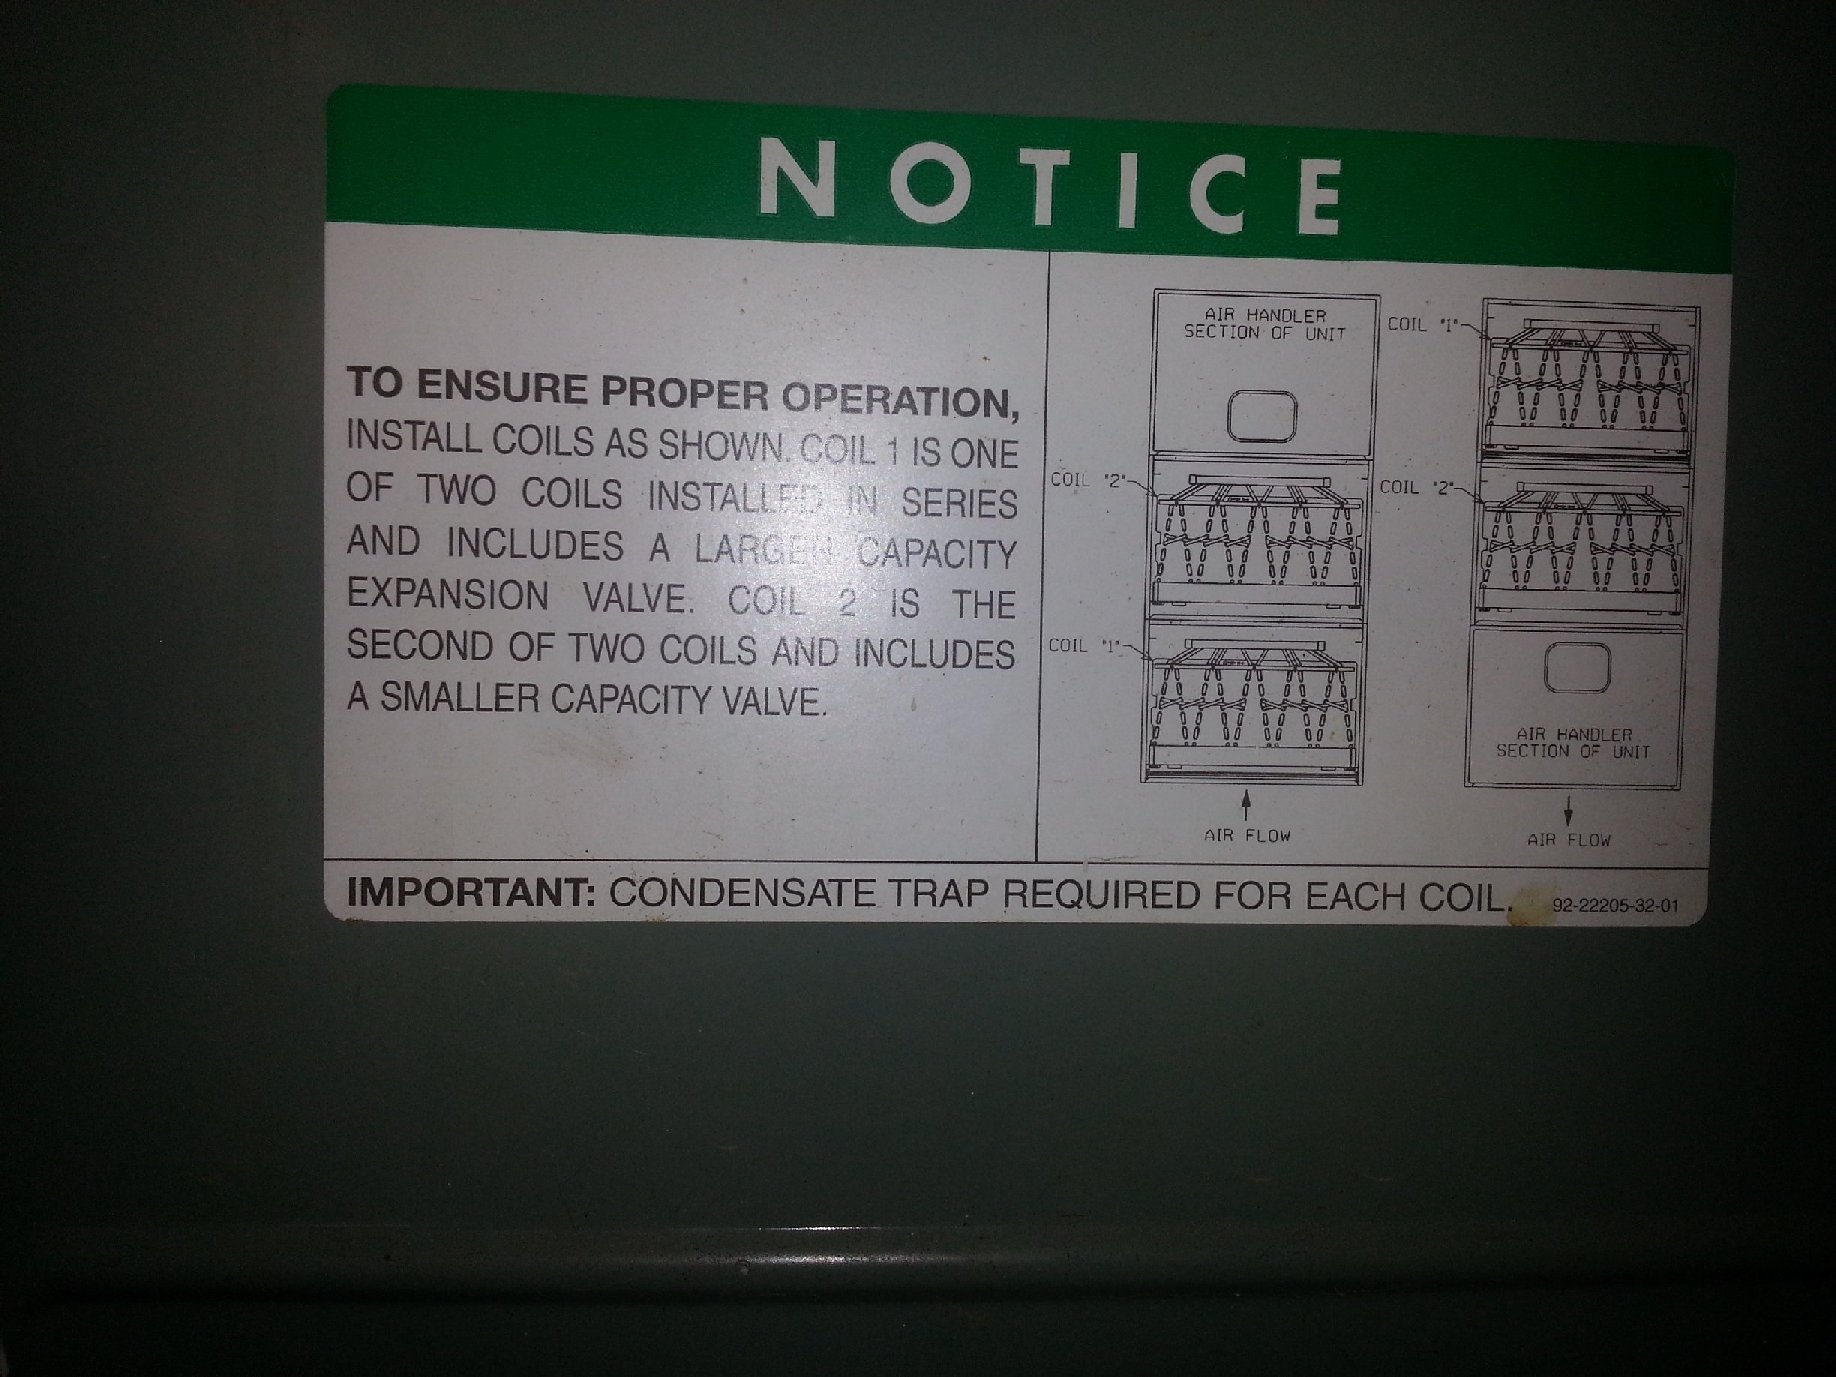 NOTICE
TO ENSURE PROPER OPERATION,
INSTALL COILS AS SHOWN. COIL 1 IS ONE
OF TWO COILS INSTALLED IN SERIES
AND INCLUDES A LARGER CAPACITY
EXPANSION VALVE. COIL 2 IS THE
SECOND OF TWO COILS AND INCLUDES
A SMALLER CAPACITY VALVE.
AIR HANDLER
SECTION OF UNIT
COIL "2"
COIL "1"
AIR FLOW
COIL "1"
COIL "2"
AIR HANDLER
SECTION OF UNIT
AIR FLOW
IMPORTANT: CONDENSATE TRAP REQUIRED FOR EACH COIL.
92-22205-32-01